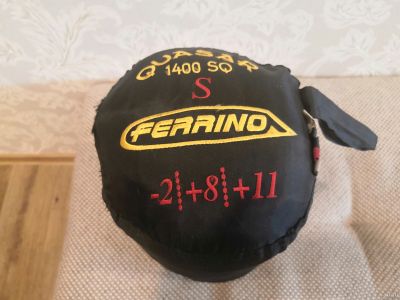 QUASAR
Q 1400 SQ
S
FERRINO
-2 +8 +11